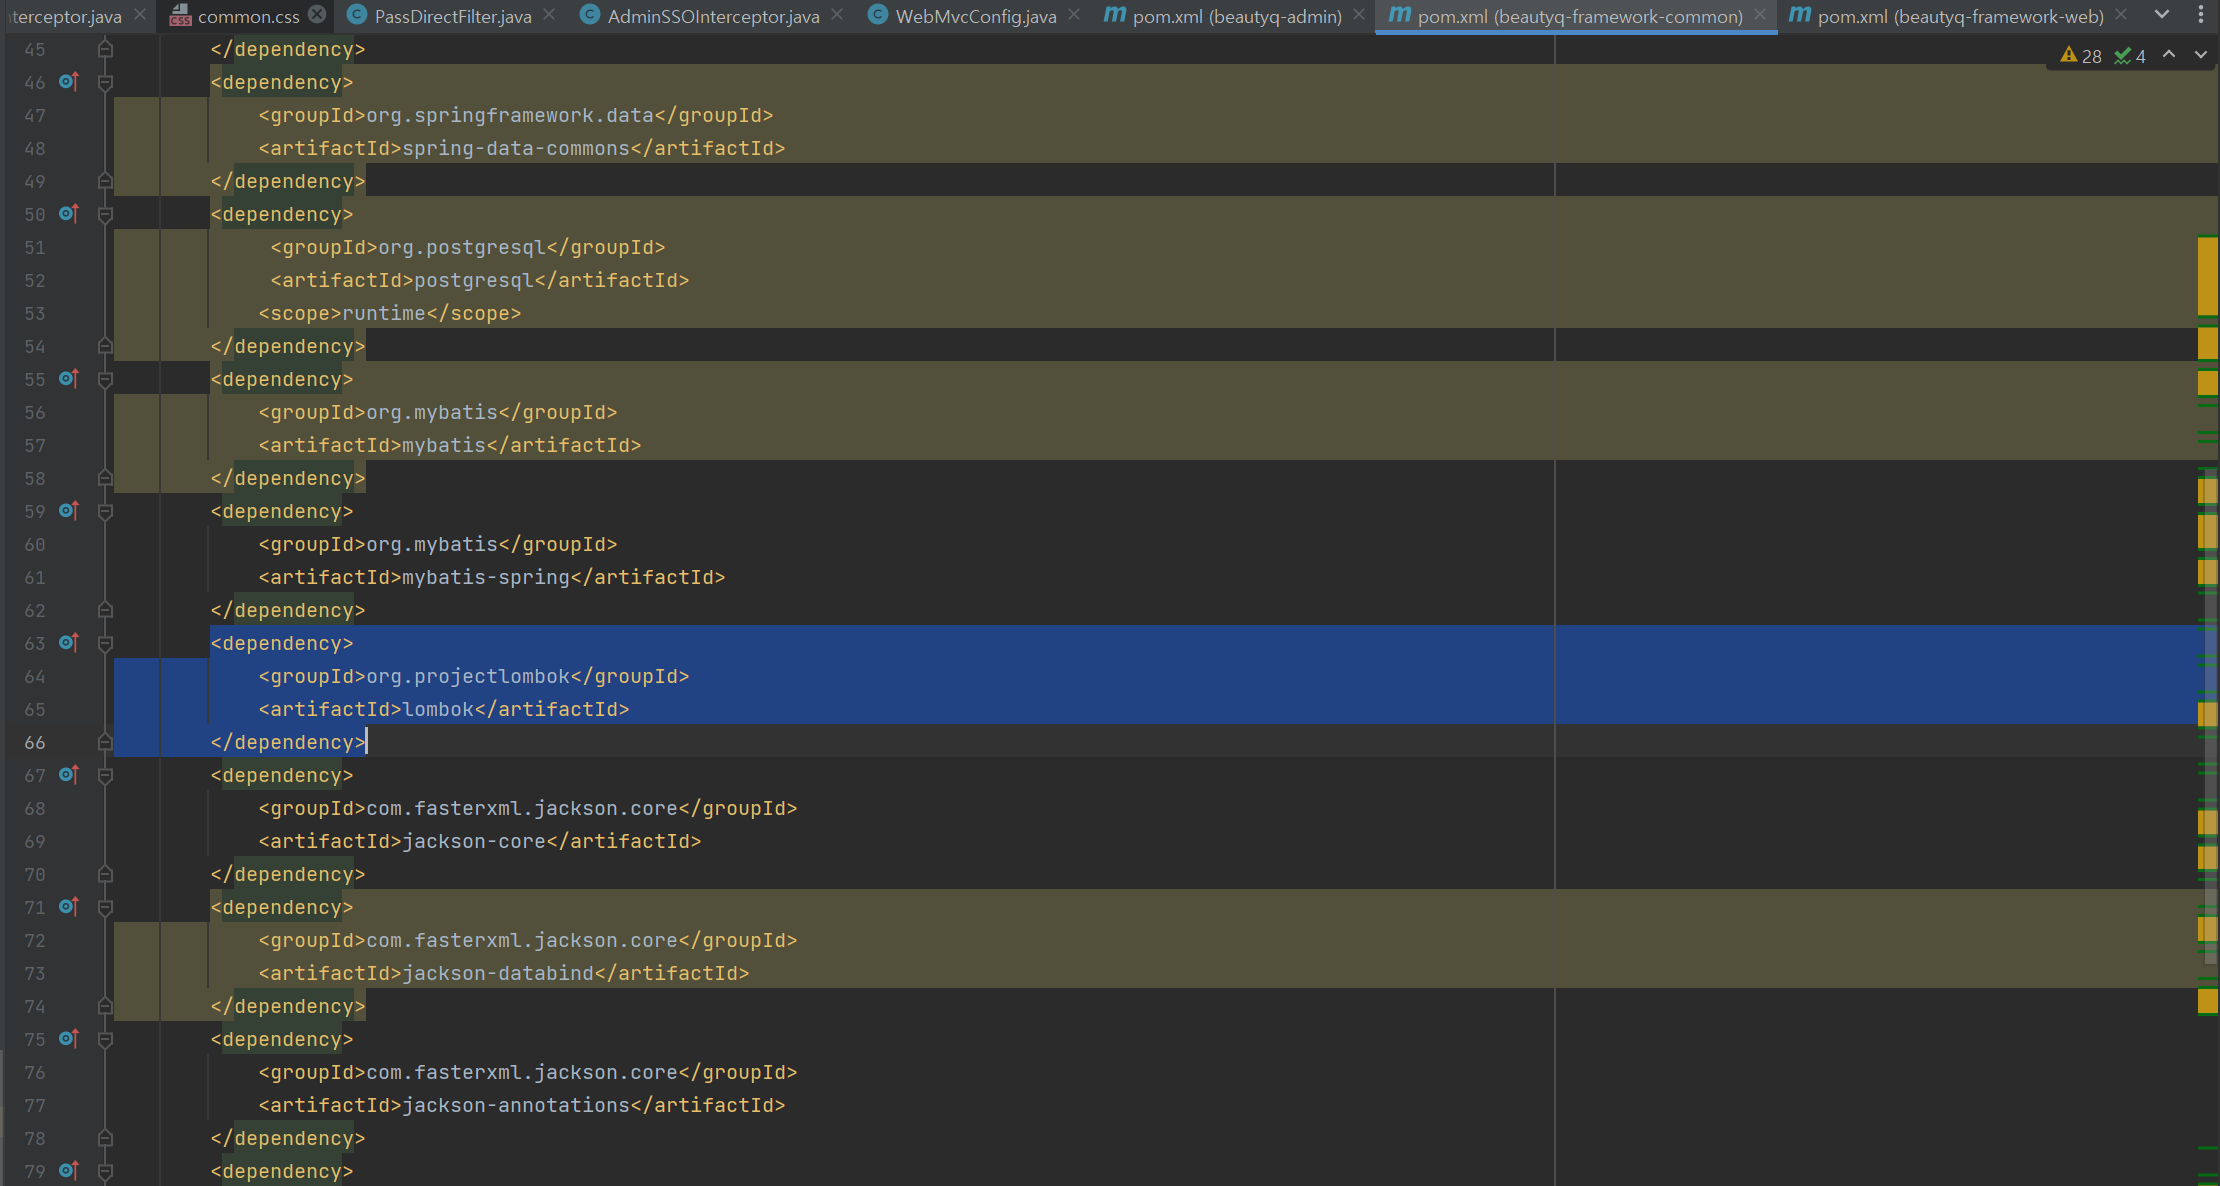 terceptor.java common.css PassDirectFilter.java AdminSSOInterceptor.java WebMvcConfig.java pom.xml (beautyq-admin) pom.xml (beautyq-framework-common) pom.xml (beautyq-framework-web)
28 4
45 </dependency>
46 <dependency>
47 <groupId>org.springframework.data</groupId>
48 <artifactId>spring-data-commons</artifactId>
49 </dependency>
50 <dependency>
51 <groupId>org.postgresql</groupId>
52 <artifactId>postgresql</artifactId>
53 <scope>runtime</scope>
54 </dependency>
55 <dependency>
56 <groupId>org.mybatis</groupId>
57 <artifactId>mybatis</artifactId>
58 </dependency>
59 <dependency>
60 <groupId>org.mybatis</groupId>
61 <artifactId>mybatis-spring</artifactId>
62 </dependency>
63 <dependency>
64 <groupId>org.projectlombok</groupId>
65 <artifactId>lombok</artifactId>
66 </dependency>
67 <dependency>
68 <groupId>com.fasterxml.jackson.core</groupId>
69 <artifactId>jackson-core</artifactId>
70 </dependency>
71 <dependency>
72 <groupId>com.fasterxml.jackson.core</groupId>
73 <artifactId>jackson-databind</artifactId>
74 </dependency>
75 <dependency>
76 <groupId>com.fasterxml.jackson.core</groupId>
77 <artifactId>jackson-annotations</artifactId>
78 </dependency>
79 <dependency>